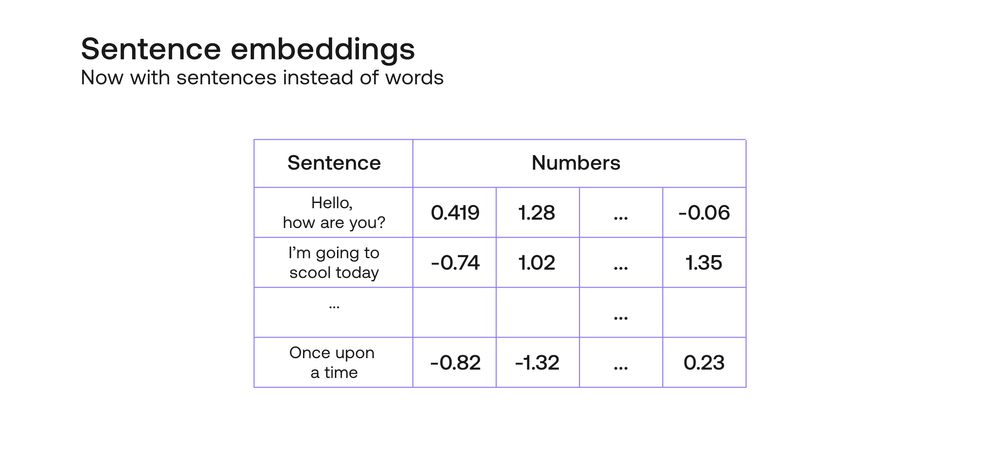 Sentence embeddings
Now with sentences instead of words
Sentence Numbers
Hello,
how are you? 0.419 1.28 ... -0.06
I'm going to
scool today -0.74 1.02 ... 1.35
... ...
Once upon
a time -0.82 -1.32 ... 0.23